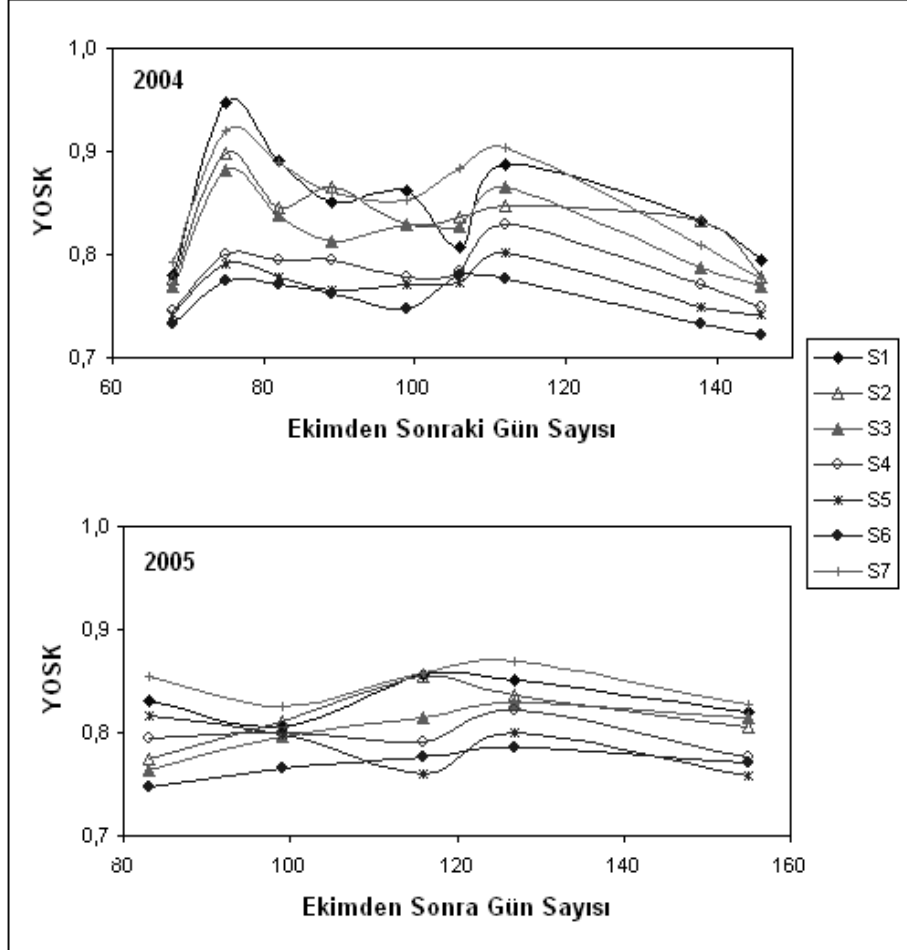 1,0
2004
0,9
YOSK
0,8
0,7
60 80 100 120 140
Ekimden Sonraki Gün Sayısı
S1
S2
S3
S4
S5
S6
S7
1,0
2005
0,9
YOSK
0,8
0,7
80 100 120 140 160
Ekimden Sonra Gün Sayısı